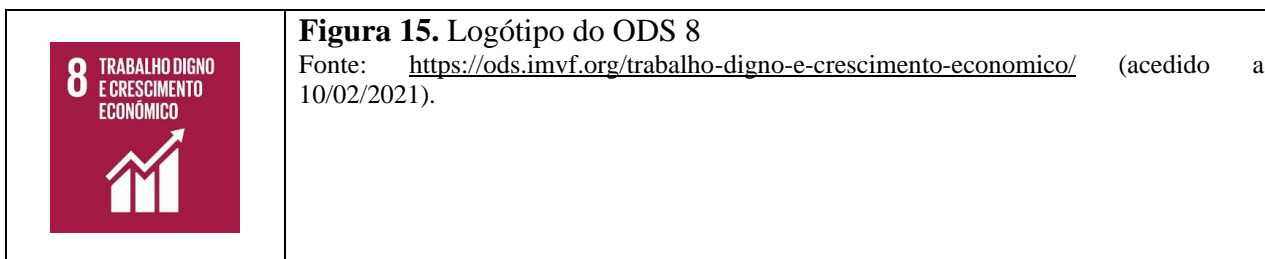 8 TRABALHO DIGNO
E CRESCIMENTO
ECONÓMICO
Figura 15. Logótipo do ODS 8
Fonte: https://ods.imvf.org/trabalho-digno-e-crescimento-economico/ (acedido a
10/02/2021).